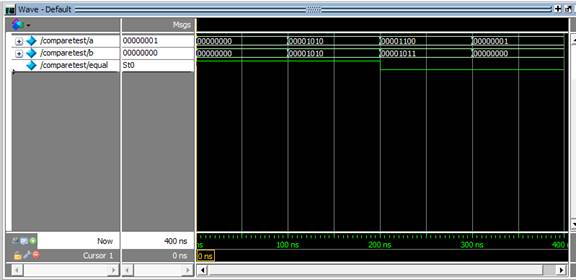 Wave - Default
Msgs
/comparetest/a 00000001 00000000 00001010 00001100 00000001
/comparetest/b 00000000 00000000 00001010 00001011 00000000
/comparetest/equal St0
Now 400 ns ns 100 ns 200 ns 300 ns 400
Cursor 1 0 ns 0 ns